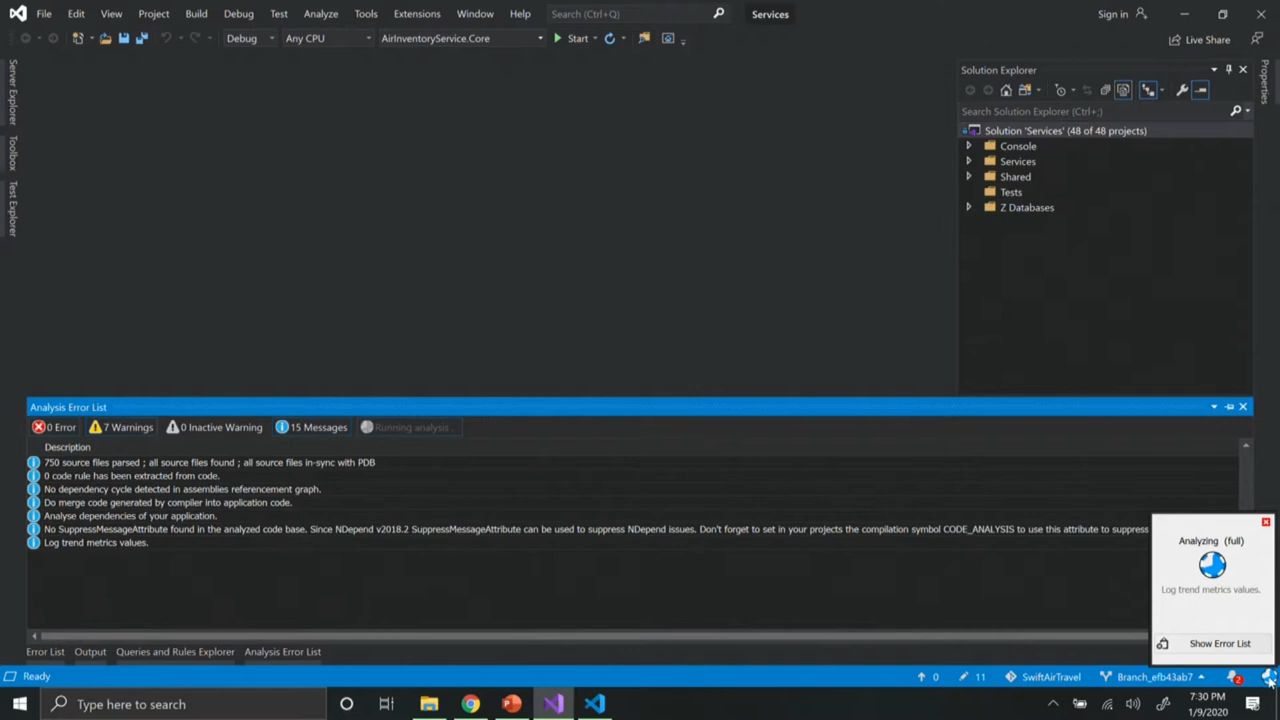 File Edit View Project Build Debug Test Analyze Tools Extensions Window Help Search (Ctrl+Q) Services Sign in
Debug Any CPU AirInventoryService.Core Start Live Share
Server Explorer
Toolbox
Test Explorer
Properties
Solution Explorer
Search Solution Explorer (Ctrl+;)
Solution 'Services' (48 of 48 projects)
Console
Services
Shared
Tests
Z Databases
Analysis Error List
0 Error 7 Warnings 0 Inactive Warning 15 Messages Running analysis .
Description
750 source files parsed ; all source files found ; all source files in-sync with PDB
0 code rule has been extracted from code.
No dependency cycle detected in assemblies referencement graph.
Do merge code generated by compiler into application code.
Analyse dependencies of your application.
No SuppressMessageAttribute found in the analyzed code base. Since NDepend v2018.2 SuppressMessageAttribute can be used to suppress NDepend issues. Don't forget to set in your projects the compilation symbol CODE_ANALYSIS to use this attribute to suppress
Log trend metrics values.
Analyzing (full)
Log trend metrics values.
Show Error List
Error List Output Queries and Rules Explorer Analysis Error List
Ready 0 11 SwiftAirTravel Branch_efb43ab7 2
Type here to search
7:30 PM
1/9/2020